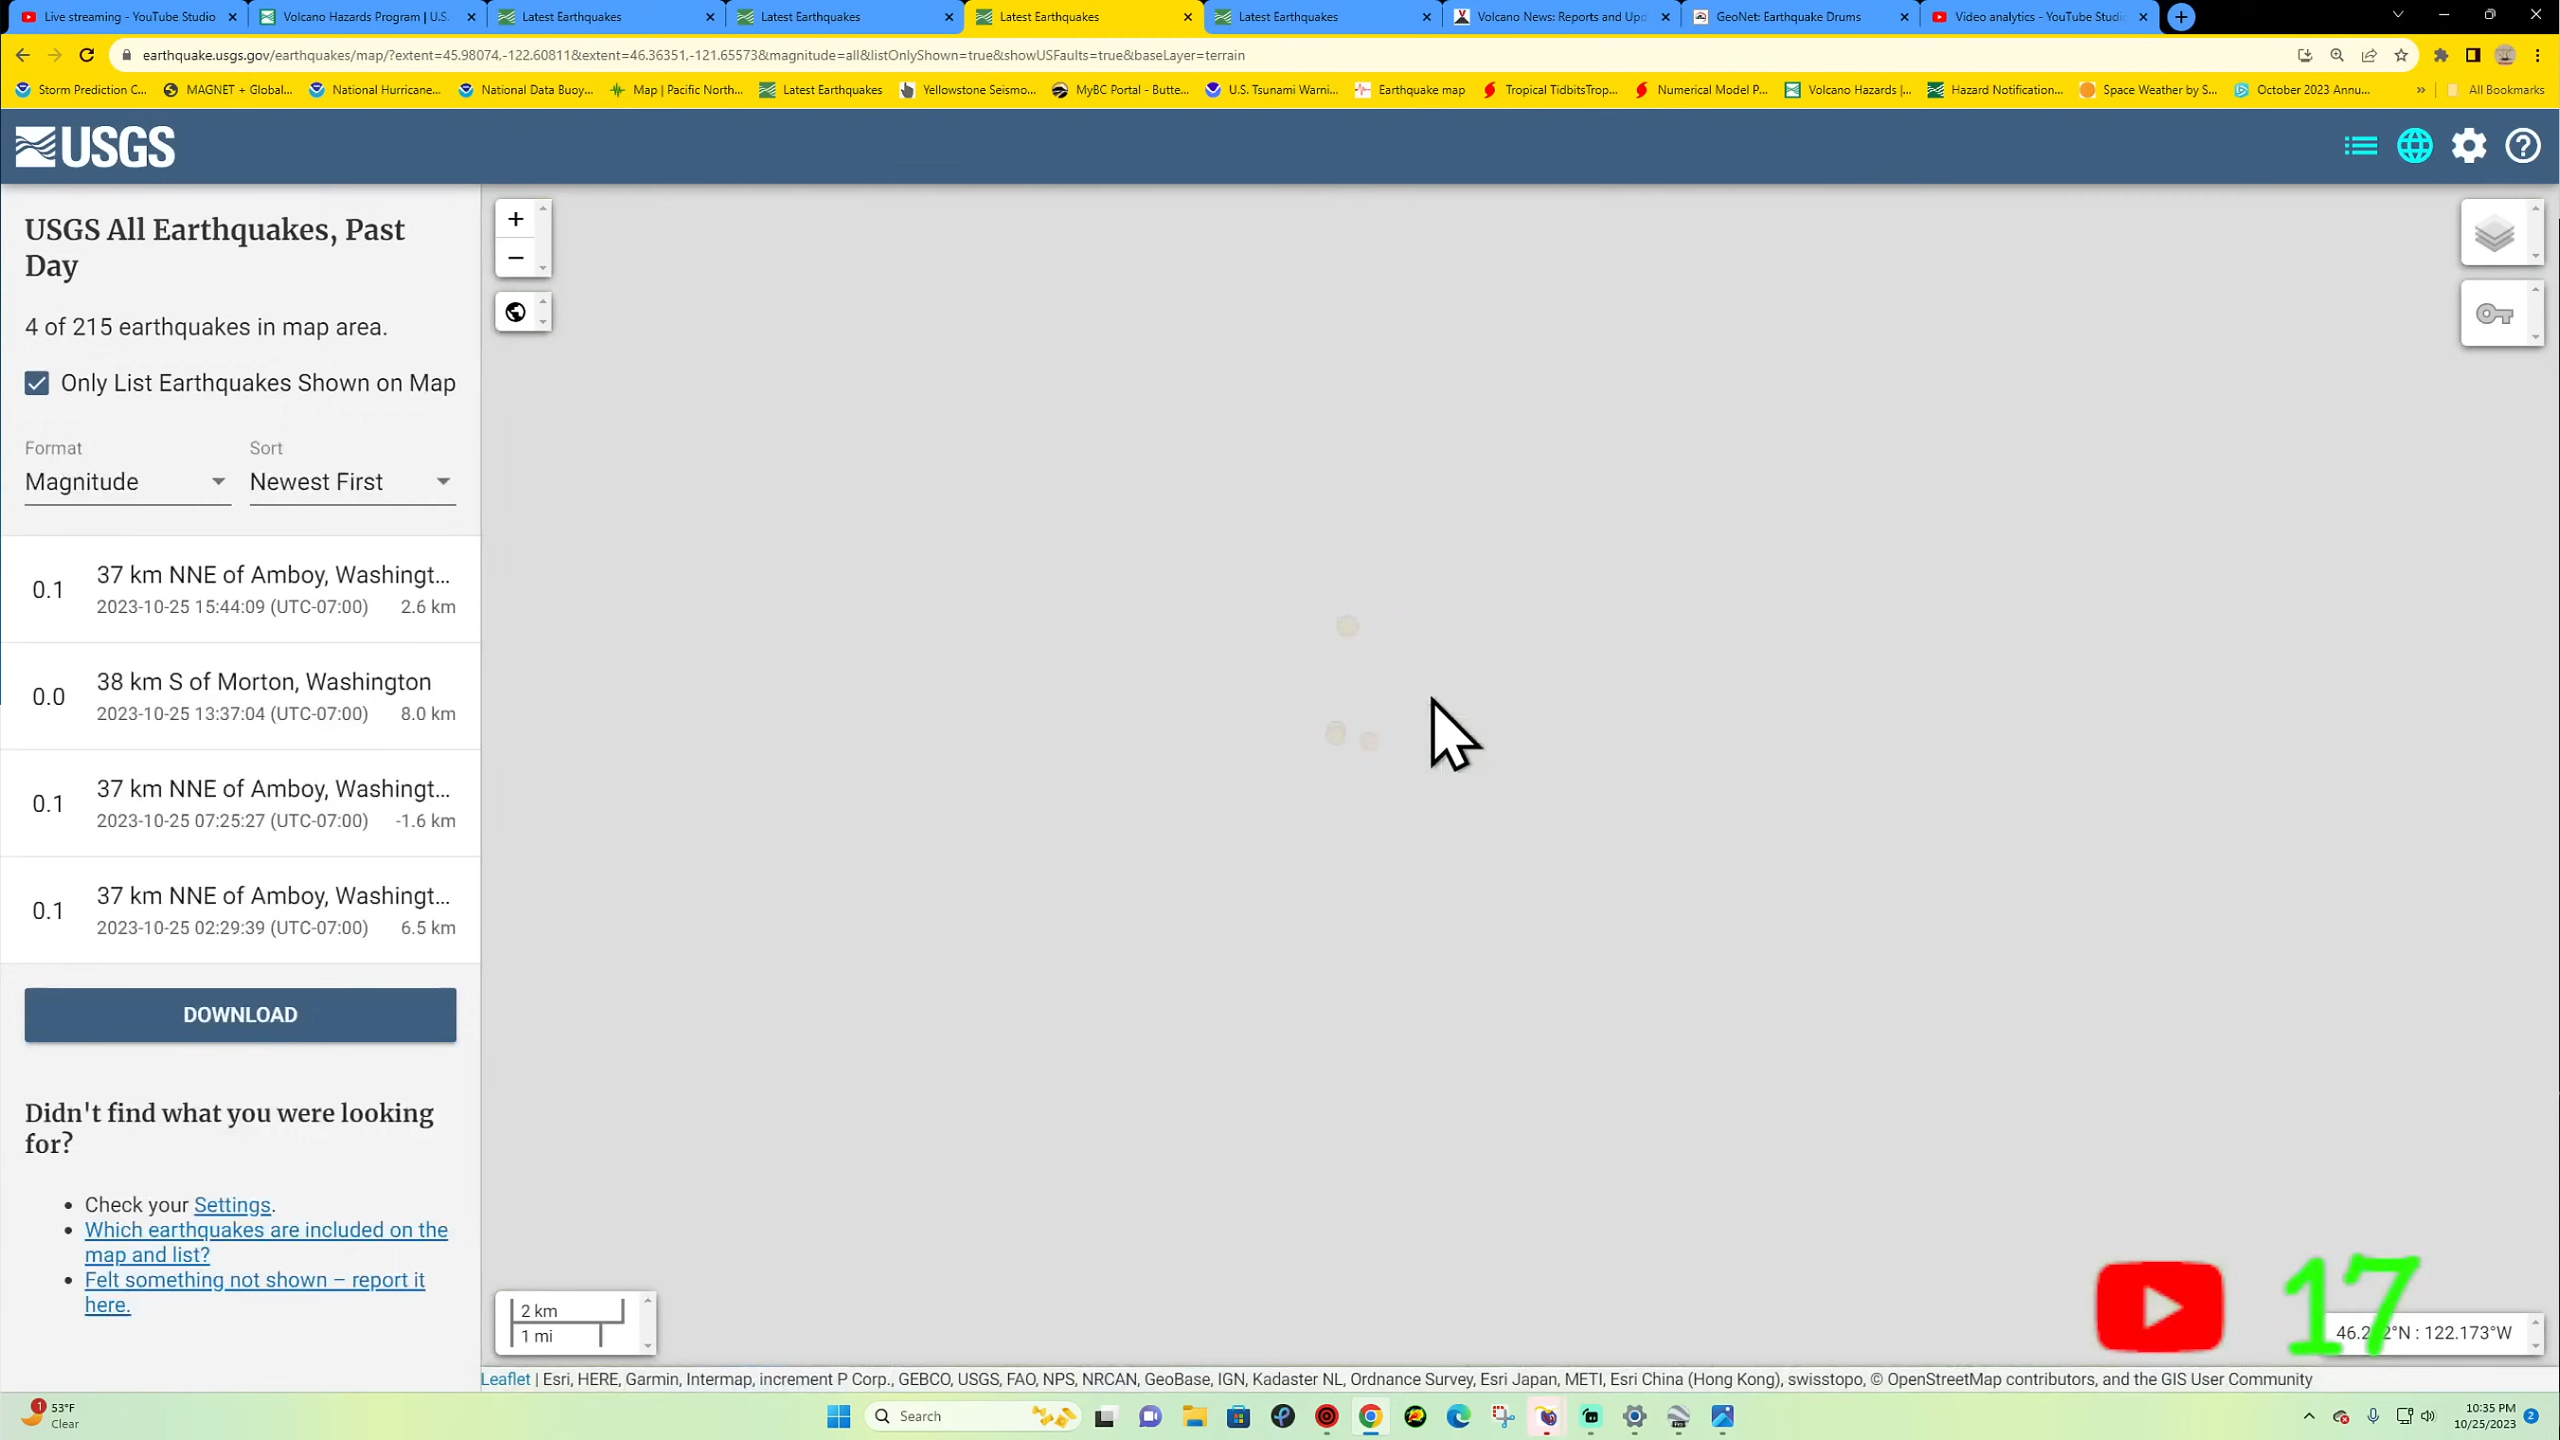 Live streaming - YouTube Studio
Volcano Hazards Program | U.S.
Latest Earthquakes
Latest Earthquakes
Latest Earthquakes
Latest Earthquakes
Volcano News: Reports and Upd
GeoNet: Earthquake Drums
Video analytics - YouTube Studio
earthquake.usgs.gov/earthquakes/map/?extent=45.98074,-122.60811&extent=46.36351,-121.65573&magnitude=all&listOnlyShown=true&showUSFaults=true&baseLayer=terrain
Storm Prediction C...
MAGNET + Global...
National Hurricane...
National Data Buoy...
Map | Pacific North...
Latest Earthquakes
Yellowstone Seismo...
MyBC Portal - Butte...
U.S. Tsunami Warni...
Earthquake map
Tropical TidbitsTrop...
Numerical Model P...
Volcano Hazards |...
Hazard Notification...
Space Weather by S...
October 2023 Annu...
»
All Bookmarks
USGS
USGS All Earthquakes, Past
Day
4 of 215 earthquakes in map area.
Only List Earthquakes Shown on Map
Format
Sort
Magnitude
Newest First
0.1
37 km NNE of Amboy, Washingt...
2023-10-25 15:44:09 (UTC-07:00) 2.6 km
0.0
38 km S of Morton, Washington
2023-10-25 13:37:04 (UTC-07:00) 8.0 km
0.1
37 km NNE of Amboy, Washingt...
2023-10-25 07:25:27 (UTC-07:00) -1.6 km
0.1
37 km NNE of Amboy, Washingt...
2023-10-25 02:29:39 (UTC-07:00) 6.5 km
DOWNLOAD
Didn't find what you were looking
for?
• Check your Settings.
• Which earthquakes are included on the
map and list?
• Felt something not shown – report it
here.
+
−
2 km
1 mi
17
122.173°W
Leaflet | Esri, HERE, Garmin, Intermap, increment P Corp., GEBCO, USGS, FAO, NPS, NRCAN, GeoBase, IGN, Kadaster NL, Ordnance Survey, Esri Japan, METI, Esri China (Hong Kong), swisstopo, © OpenStreetMap contributors, and the GIS User Community
1
53°F
Clear
Search
10:35 PM
10/25/2023
2